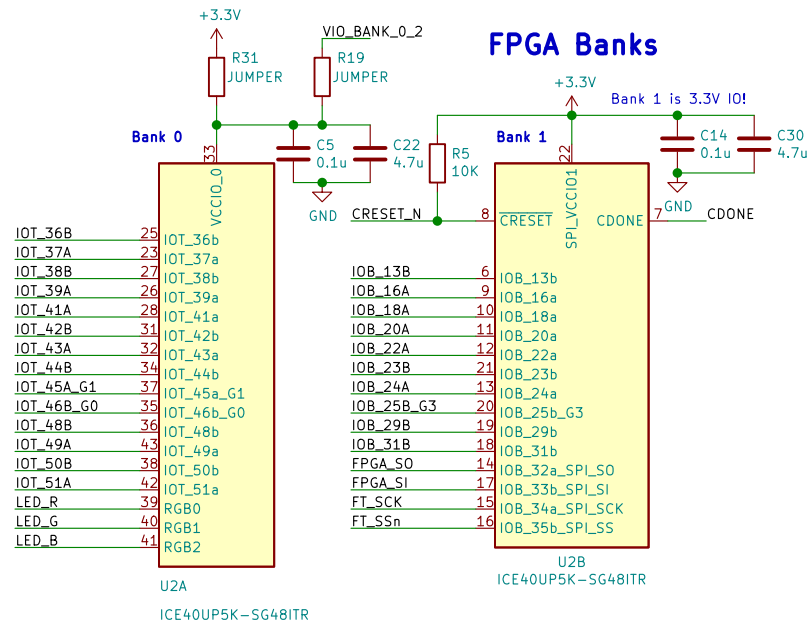 FPGA Banks
+3.3V
R31
JUMPER
VIO_BANK_0_2
R19
JUMPER
Bank 0
C5
0.1u
C22
4.7u
GND
33
VCCIO_0
IOT_36B 25 IOT_36b
IOT_37A 23 IOT_37a
IOT_38B 27 IOT_38b
IOT_39A 26 IOT_39a
IOT_41A 28 IOT_41a
IOT_42B 31 IOT_42b
IOT_43A 32 IOT_43a
IOT_44B 34 IOT_44b
IOT_45A_G1 37 IOT_45a_G1
IOT_46B_G0 35 IOT_46b_G0
IOT_48B 36 IOT_48b
IOT_49A 43 IOT_49a
IOT_50B 38 IOT_50b
IOT_51A 42 IOT_51a
LED_R 39 RGB0
LED_G 40 RGB1
LED_B 41 RGB2
U2A
ICE40UP5K-SG48ITR
+3.3V
Bank 1 is 3.3V IO!
Bank 1
R5
10K
C14
0.1u
C30
4.7u
GND
22
SPI_VCCIO1
CRESET_N 8 CRESET
CDONE 7 CDONE
IOB_13B 6 IOB_13b
IOB_16A 9 IOB_16a
IOB_18A 10 IOB_18a
IOB_20A 11 IOB_20a
IOB_22A 12 IOB_22a
IOB_23B 21 IOB_23b
IOB_24A 13 IOB_24a
IOB_25B_G3 20 IOB_25b_G3
IOB_29B 19 IOB_29b
IOB_31B 18 IOB_31b
FPGA_SO 14 IOB_32a_SPI_SO
FPGA_SI 17 IOB_33b_SPI_SI
FT_SCK 15 IOB_34a_SPI_SCK
FT_SSn 16 IOB_35b_SPI_SS
U2B
ICE40UP5K-SG48ITR